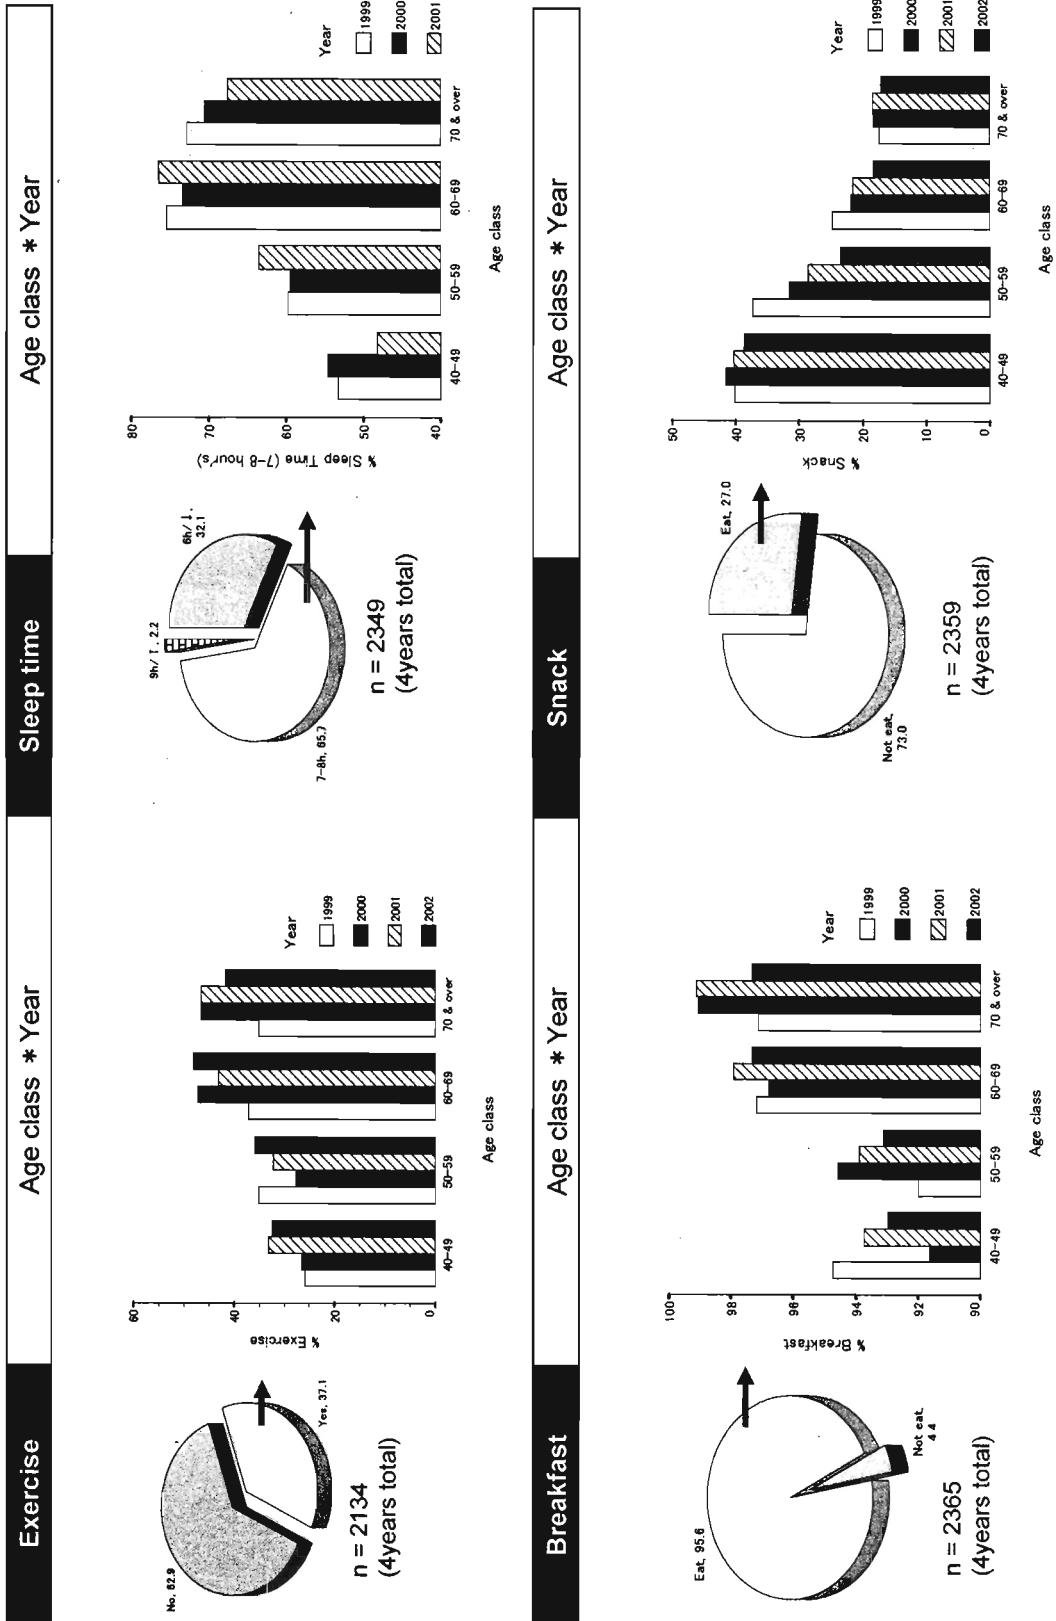 Exercise
Age class * Year
No, 62.9
Yes, 37.1
n = 2134
(4years total)
% Exercise
60
40
20
0
40-49
50-59
60-69
70 & over
Age class
Year
1999
2000
2001
2002
Sleep time
Age class * Year
9h/↑, 2.2
6h/↓,
32.1
7-8h, 65.7
n = 2349
(4years total)
% Sleep Time (7-8 hour's)
80
70
60
50
40
40-49
50-59
60-69
70 & over
Age class
Year
1999
2000
2001
Breakfast
Age class * Year
Eat, 95.6
Not eat,
4.4
n = 2365
(4years total)
% Breakfast
100
98
96
94
92
90
40-49
50-59
60-69
70 & over
Age class
Year
1999
2000
2001
2002
Snack
Age class * Year
Eat, 27.0
Not eat,
73.0
n = 2359
(4years total)
% Snack
50
40
30
20
10
0
40-49
50-59
60-69
70 & over
Age class
Year
1999
2000
2001
2002